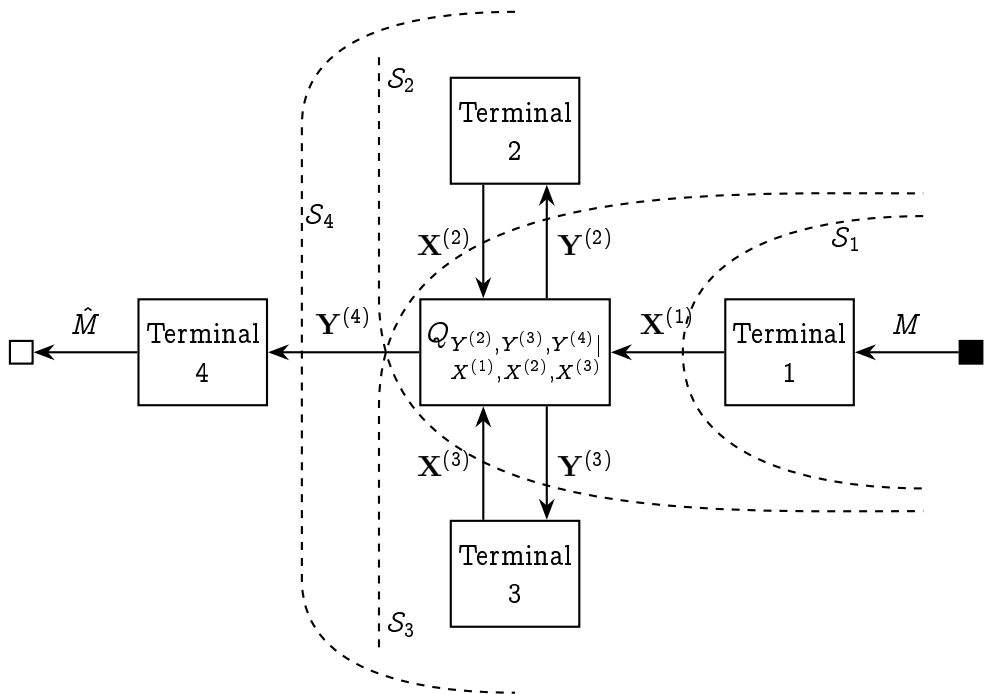 𝒮₂
Terminal
2
𝒮₄
X⁽²⁾
Y⁽²⁾
𝒮₁
M̂
Terminal
4
Y⁽⁴⁾
Q_{Y⁽²⁾,Y⁽³⁾,Y⁽⁴⁾|
X⁽¹⁾,X⁽²⁾,X⁽³⁾}
X⁽¹⁾
Terminal
1
M
X⁽³⁾
Y⁽³⁾
Terminal
3
𝒮₃